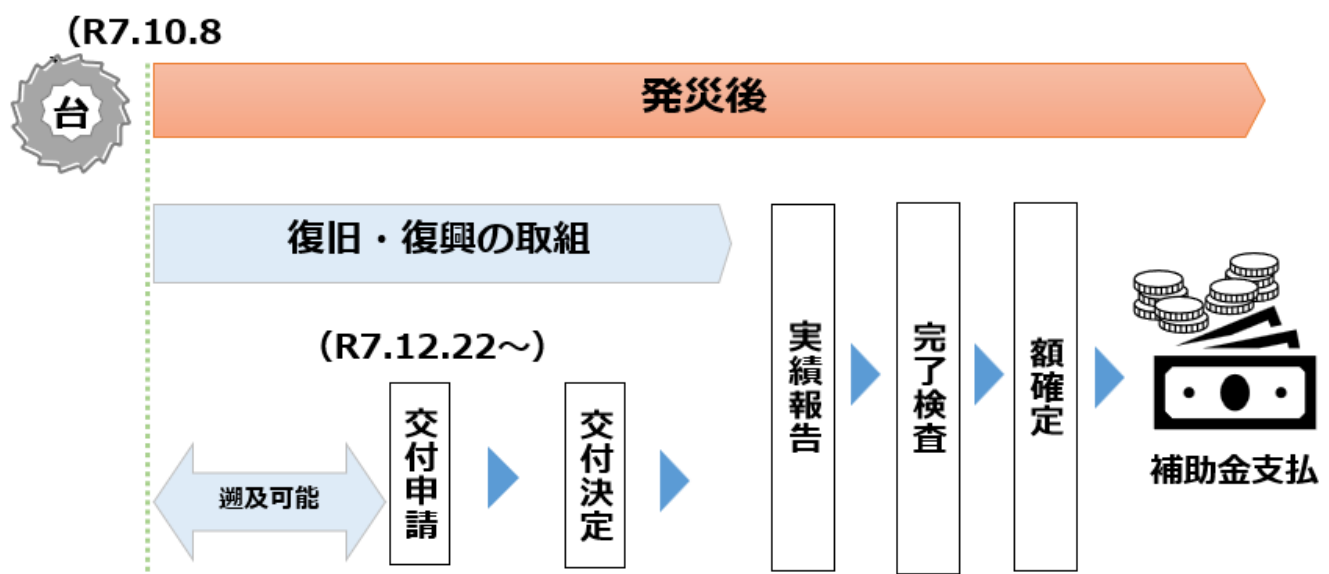 （R7.10.8
台
発災後
復旧・復興の取組
（R7.12.22～）
遡及可能
交付申請
交付決定
実績報告
完了検査
額確定
補助金支払